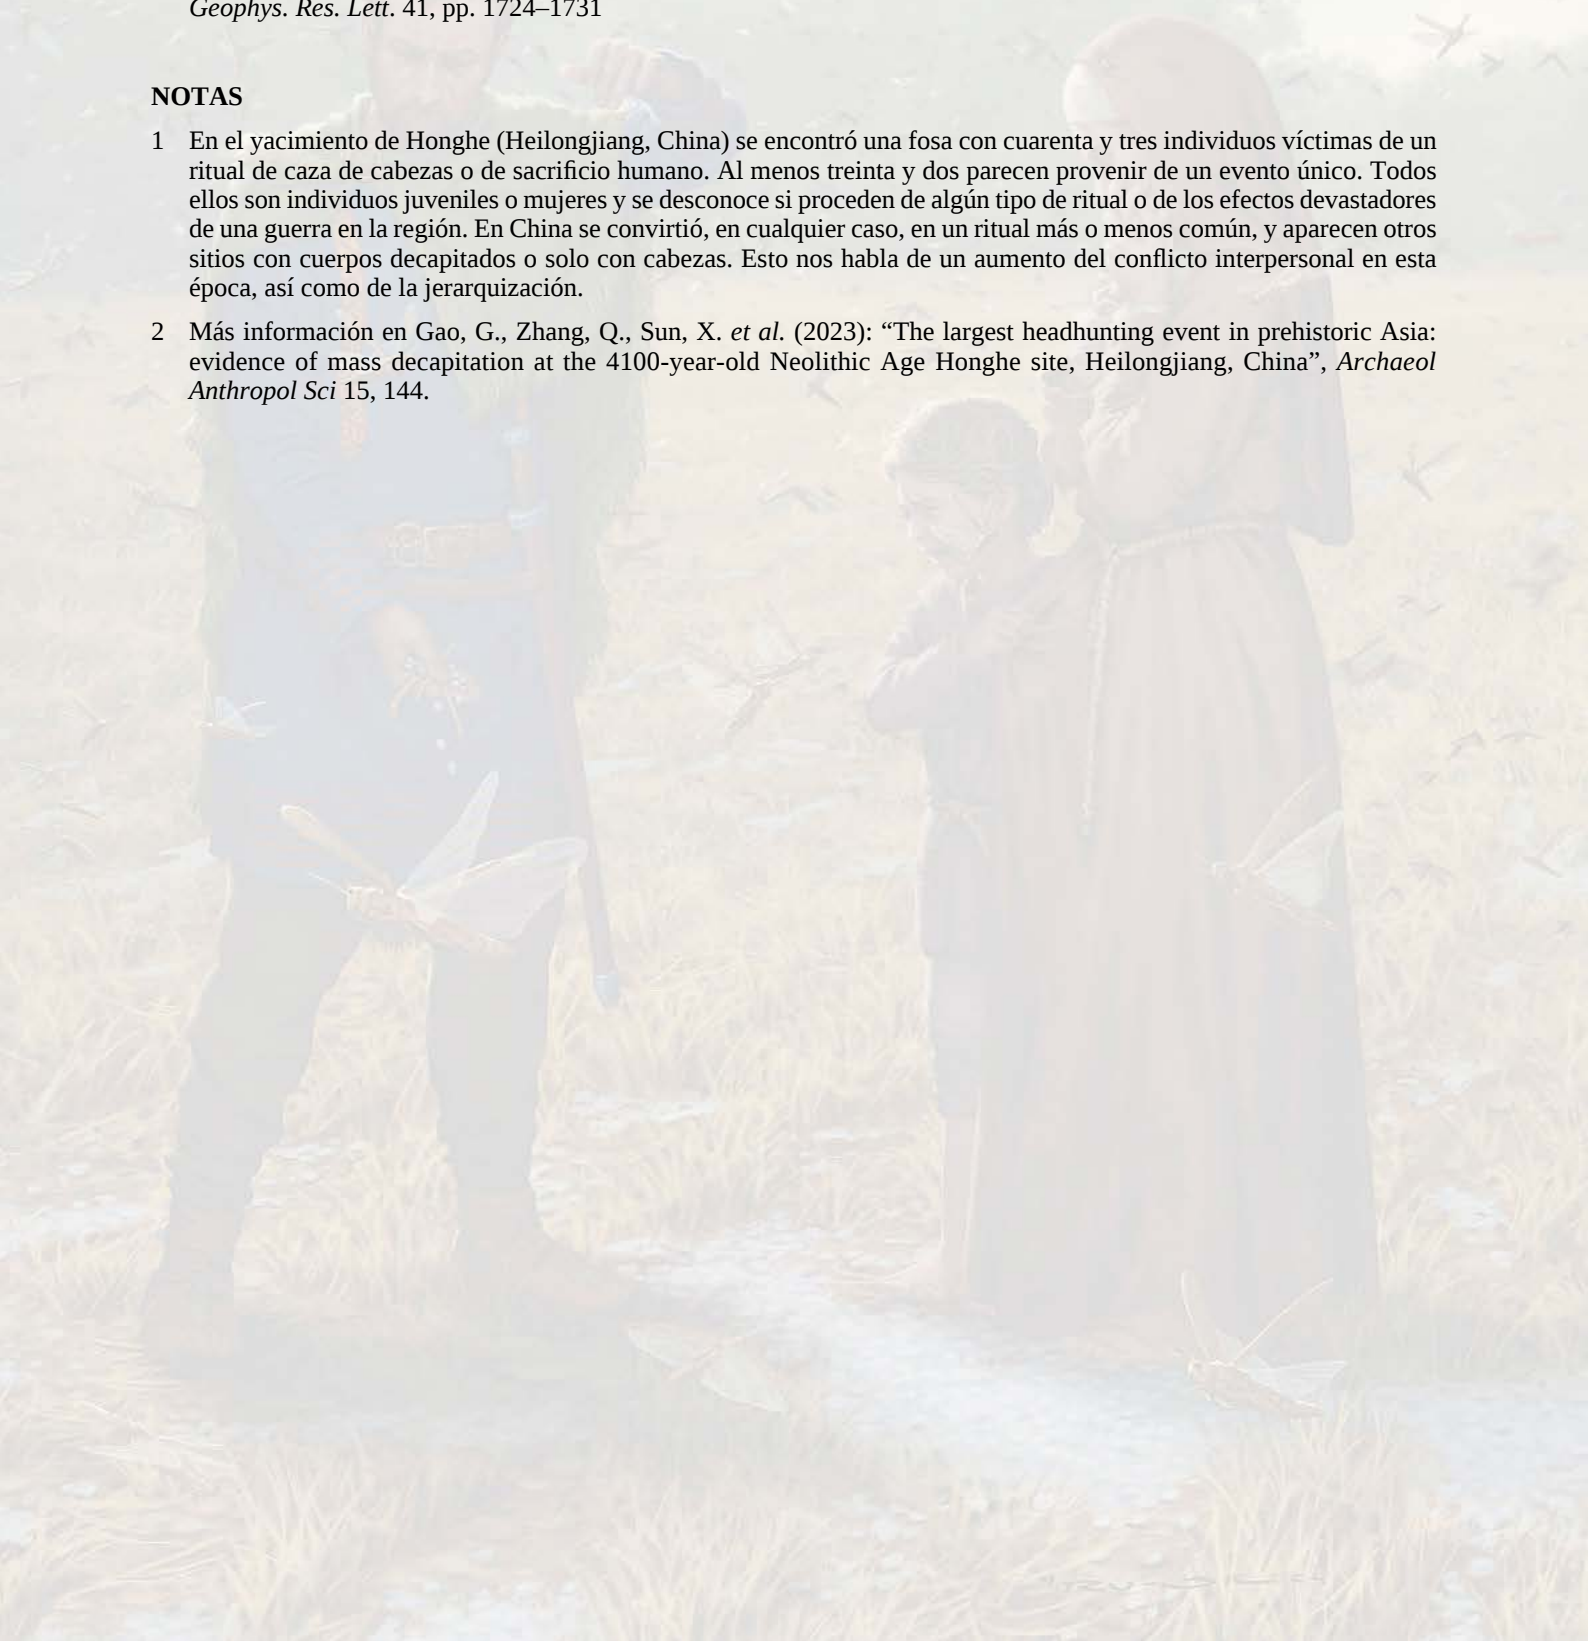 Geophys. Res. Lett. 41, pp. 1724–1731
NOTAS
1 En el yacimiento de Honghe (Heilongjiang, China) se encontró una fosa con cuarenta y tres individuos víctimas de un
ritual de caza de cabezas o de sacrificio humano. Al menos treinta y dos parecen provenir de un evento único. Todos
ellos son individuos juveniles o mujeres y se desconoce si proceden de algún tipo de ritual o de los efectos devastadores
de una guerra en la región. En China se convirtió, en cualquier caso, en un ritual más o menos común, y aparecen otros
sitios con cuerpos decapitados o solo con cabezas. Esto nos habla de un aumento del conflicto interpersonal en esta
época, así como de la jerarquización.
2 Más información en Gao, G., Zhang, Q., Sun, X. et al. (2023): “The largest headhunting event in prehistoric Asia:
evidence of mass decapitation at the 4100-year-old Neolithic Age Honghe site, Heilongjiang, China”, Archaeol
Anthropol Sci 15, 144.